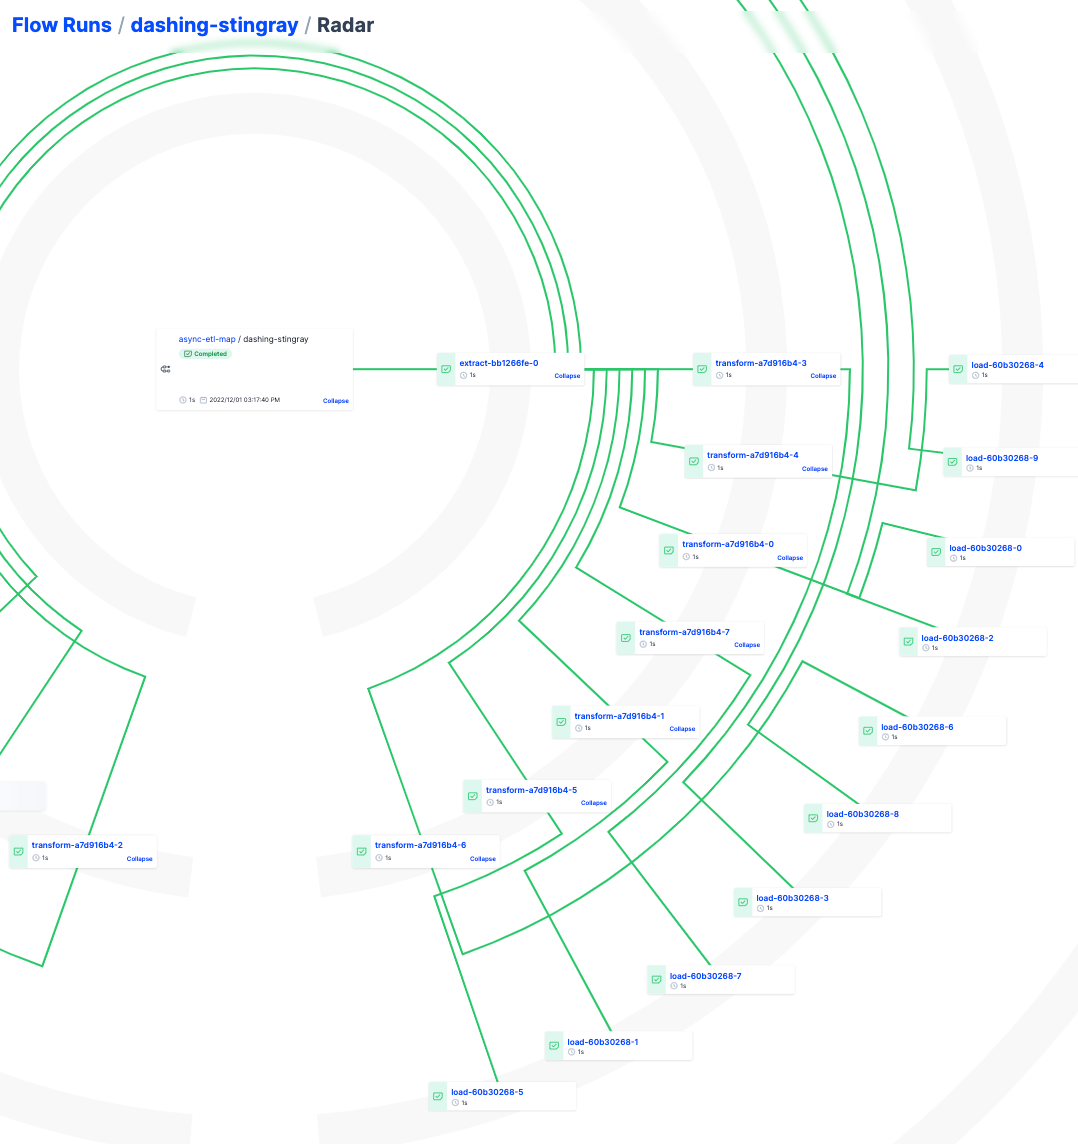 Flow Runs / dashing-stingray / Radar
async-etl-map / dashing-stingray
Completed
1s 2022/12/01 03:17:40 PM Collapse
extract-bb1266fe-0
1s Collapse
transform-a7d916b4-3
1s Collapse
load-60b30268-4
1s
transform-a7d916b4-4
1s Collapse
load-60b30268-9
1s
transform-a7d916b4-0
1s Collapse
load-60b30268-0
1s
transform-a7d916b4-7
1s Collapse
load-60b30268-2
1s
transform-a7d916b4-1
1s Collapse
load-60b30268-6
1s
transform-a7d916b4-5
1s Collapse
load-60b30268-8
1s
transform-a7d916b4-2
1s Collapse
transform-a7d916b4-6
1s Collapse
load-60b30268-3
1s
load-60b30268-7
1s
load-60b30268-1
1s
load-60b30268-5
1s